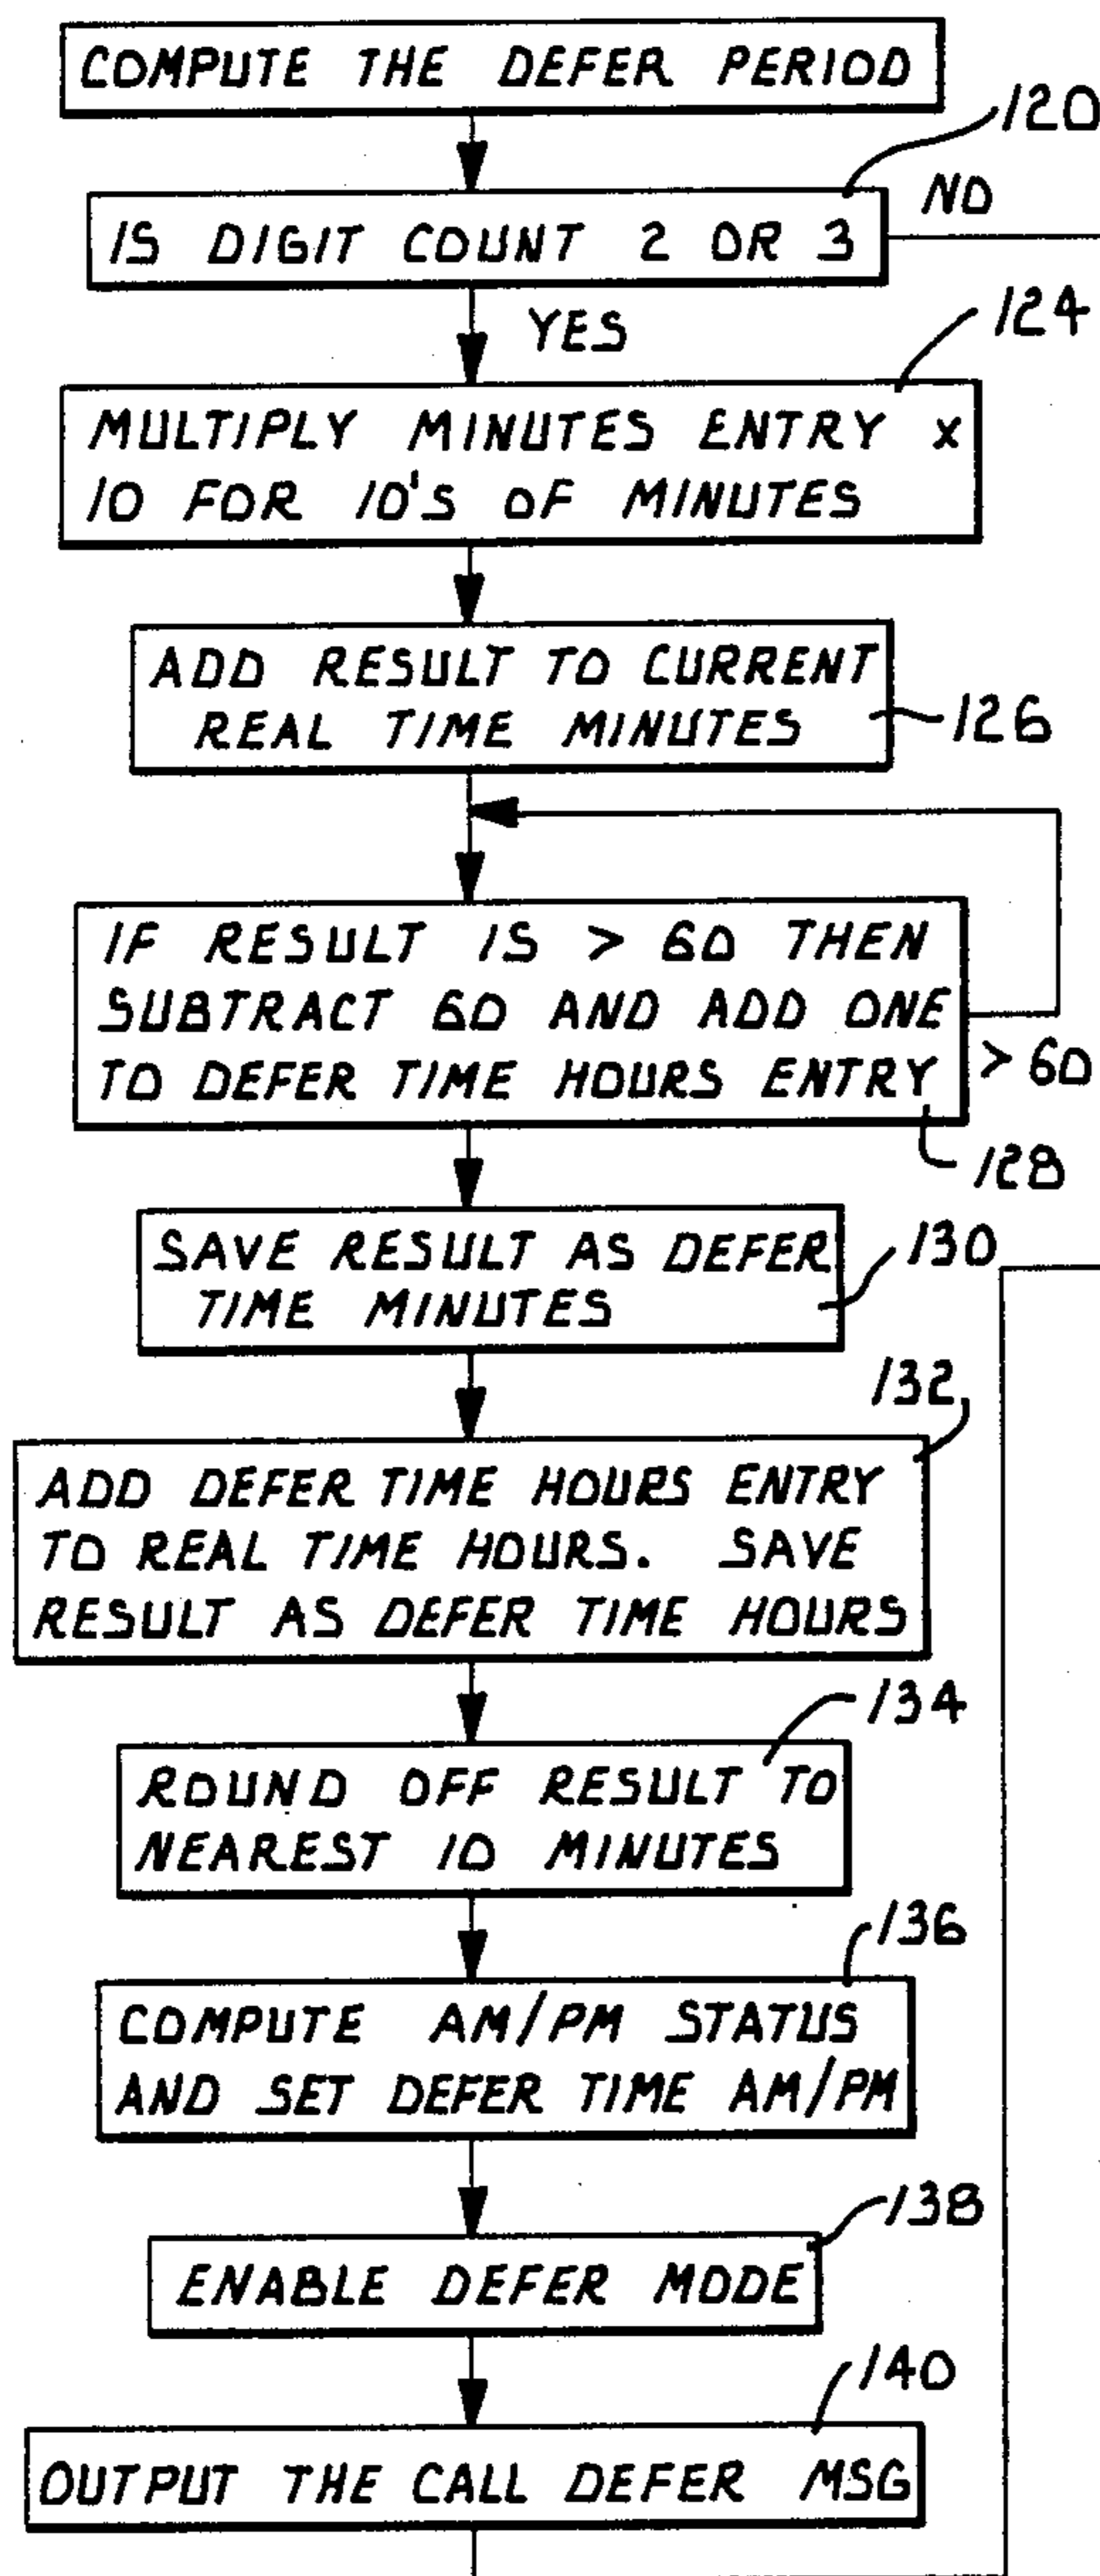 COMPUTE THE DEFER PERIOD
120
IS DIGIT COUNT 2 OR 3
NO
YES
124
MULTIPLY MINUTES ENTRY x
10 FOR 10'S OF MINUTES
ADD RESULT TO CURRENT
REAL TIME MINUTES
126
IF RESULT IS > 60 THEN
SUBTRACT 60 AND ADD ONE
TO DEFER TIME HOURS ENTRY
> 60
128
SAVE RESULT AS DEFER
TIME MINUTES
130
132
ADD DEFER TIME HOURS ENTRY
TO REAL TIME HOURS. SAVE
RESULT AS DEFER TIME HOURS
134
ROUND OFF RESULT TO
NEAREST 10 MINUTES
136
COMPUTE AM/PM STATUS
AND SET DEFER TIME AM/PM
138
ENABLE DEFER MODE
140
OUTPUT THE CALL DEFER MSG